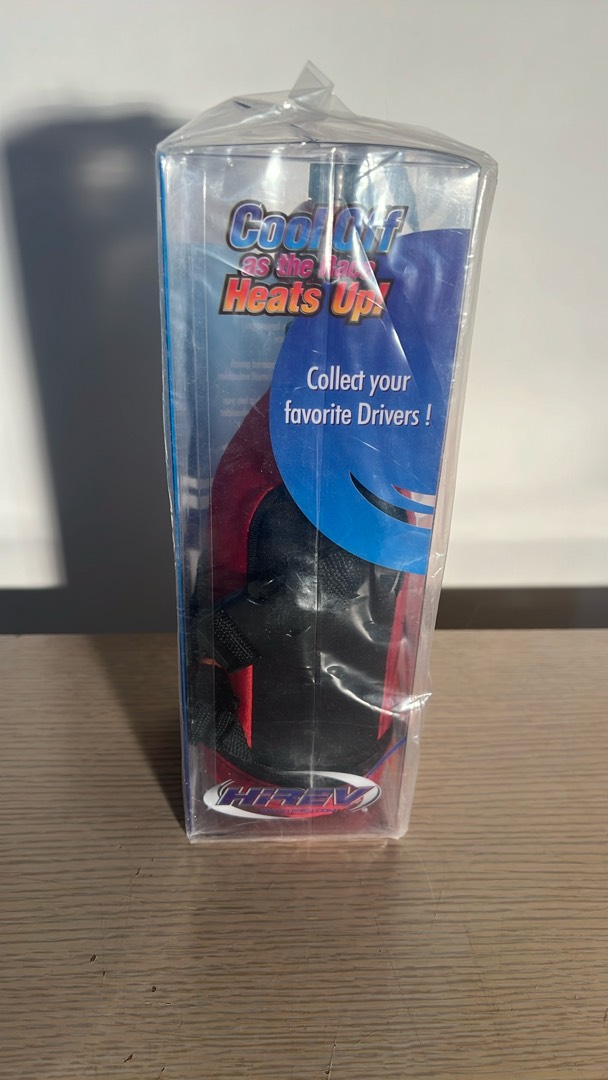 Cool Off
as the Race
Heats Up!
Collect your
favorite Drivers !
HiREV
®